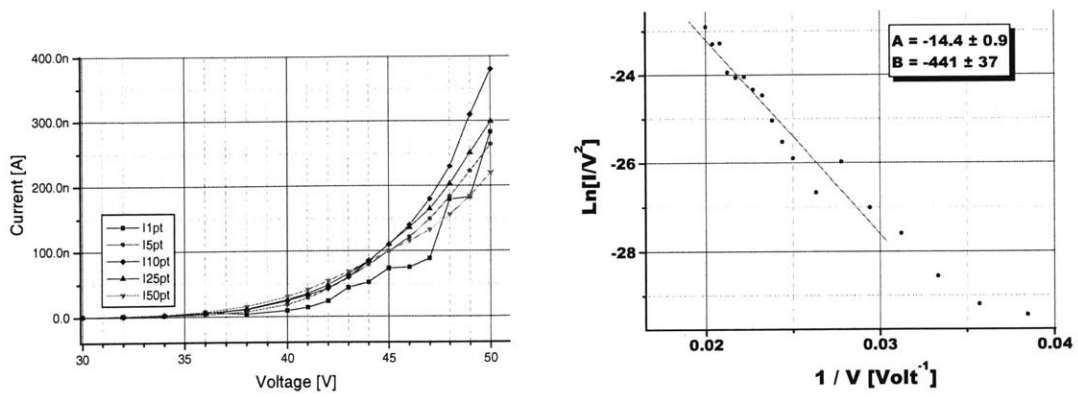 400.0n
300.0n
200.0n
100.0n
0.0
30
35
40
45
50
Current [A]
Voltage [V]
I1pt
I5pt
I10pt
I25pt
I50pt
A = -14.4 ± 0.9
B = -441 ± 37
-24
-26
-28
0.02
0.03
0.04
Ln[I/V²]
1 / V [Volt⁻¹]